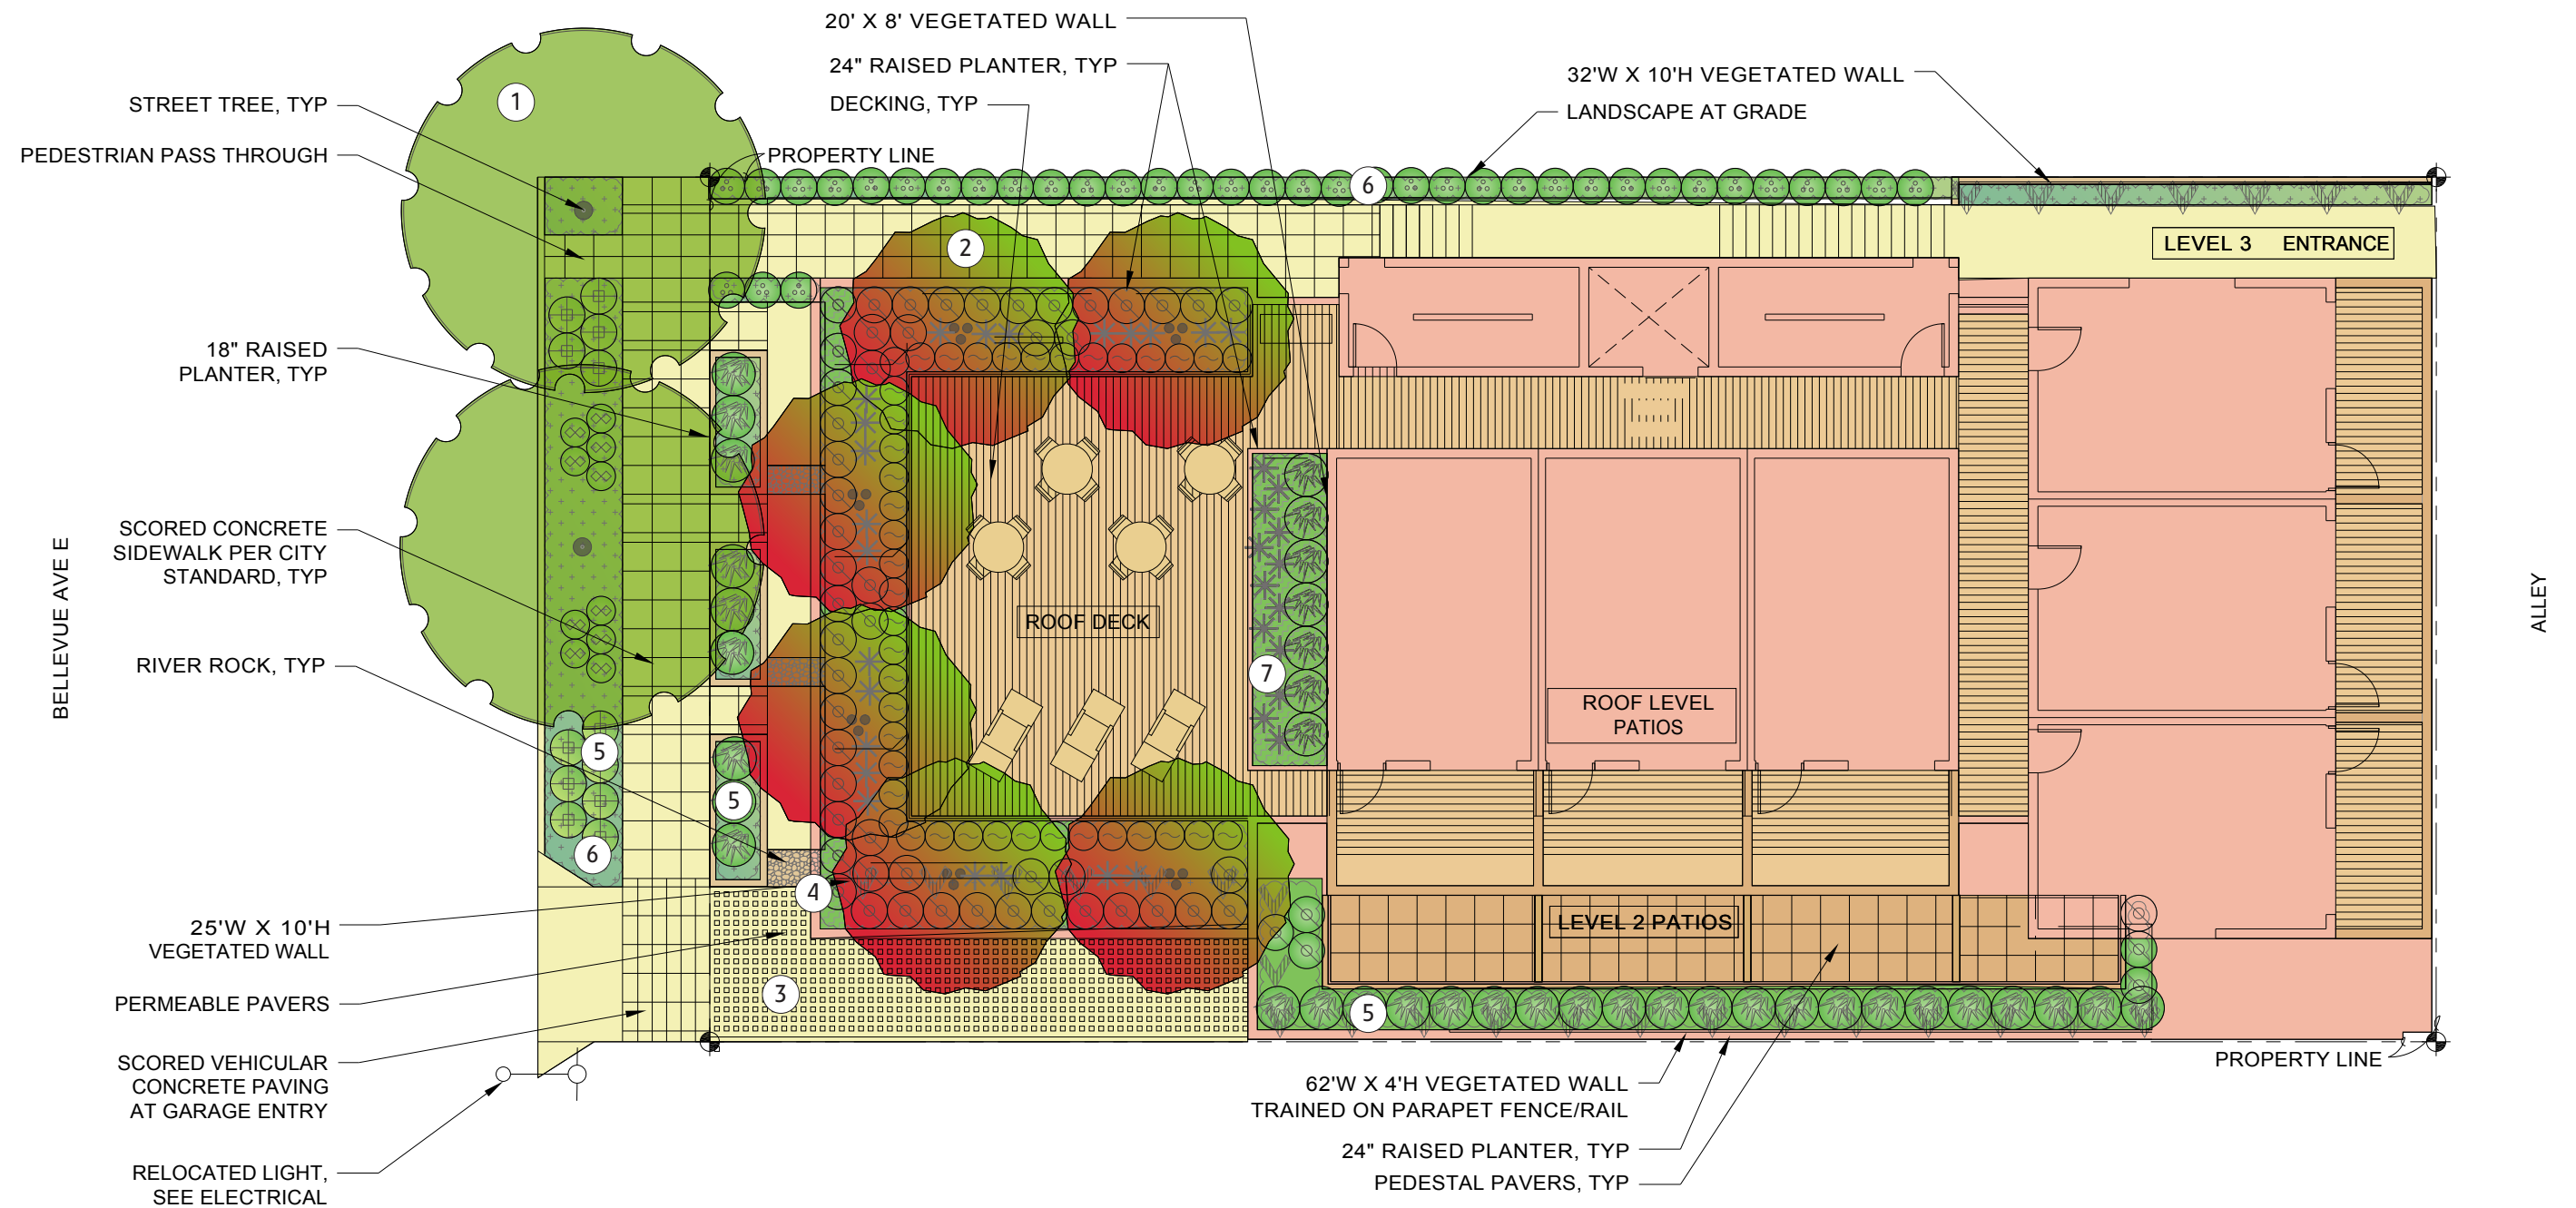 20' X 8' VEGETATED WALL
24" RAISED PLANTER, TYP
DECKING, TYP
32'W X 10'H VEGETATED WALL
LANDSCAPE AT GRADE
STREET TREE, TYP
PEDESTRIAN PASS THROUGH
PROPERTY LINE
1
6
2
LEVEL 3 ENTRANCE
18" RAISED
PLANTER, TYP
SCORED CONCRETE
SIDEWALK PER CITY
STANDARD, TYP
BELLEVUE AVE E
ALLEY
ROOF DECK
RIVER ROCK, TYP
7
ROOF LEVEL
PATIOS
5
5
6
4
25'W X 10'H
VEGETATED WALL
LEVEL 2 PATIOS
PERMEABLE PAVERS
3
5
SCORED VEHICULAR
CONCRETE PAVING
AT GARAGE ENTRY
PROPERTY LINE
62'W X 4'H VEGETATED WALL
TRAINED ON PARAPET FENCE/RAIL
24" RAISED PLANTER, TYP
PEDESTAL PAVERS, TYP
RELOCATED LIGHT,
SEE ELECTRICAL